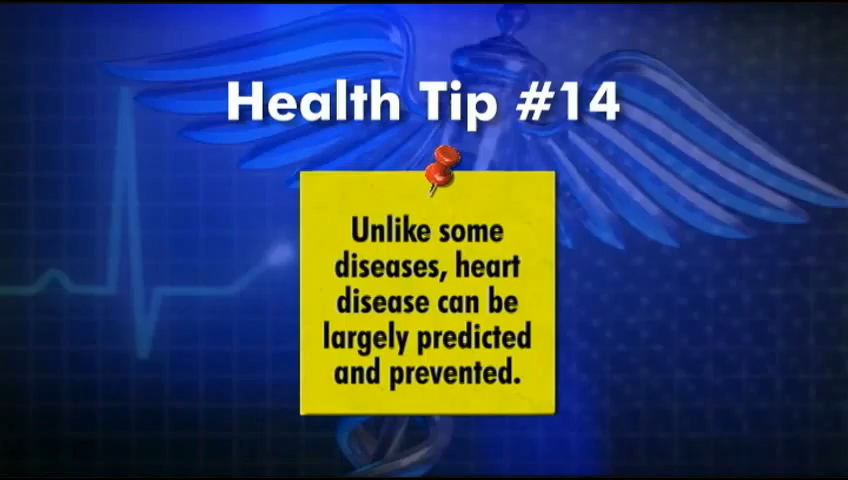 Health Tip #14
Unlike some
diseases, heart
disease can be
largely predicted
and prevented.